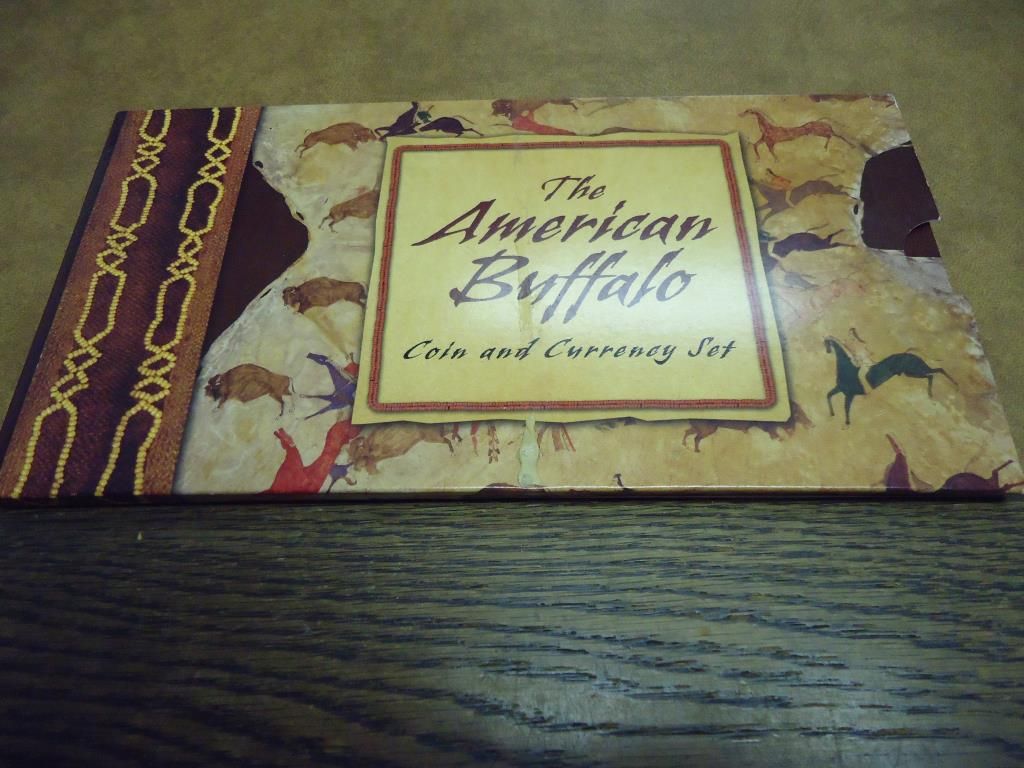 The
American
Buffalo
Coin and Currency Set